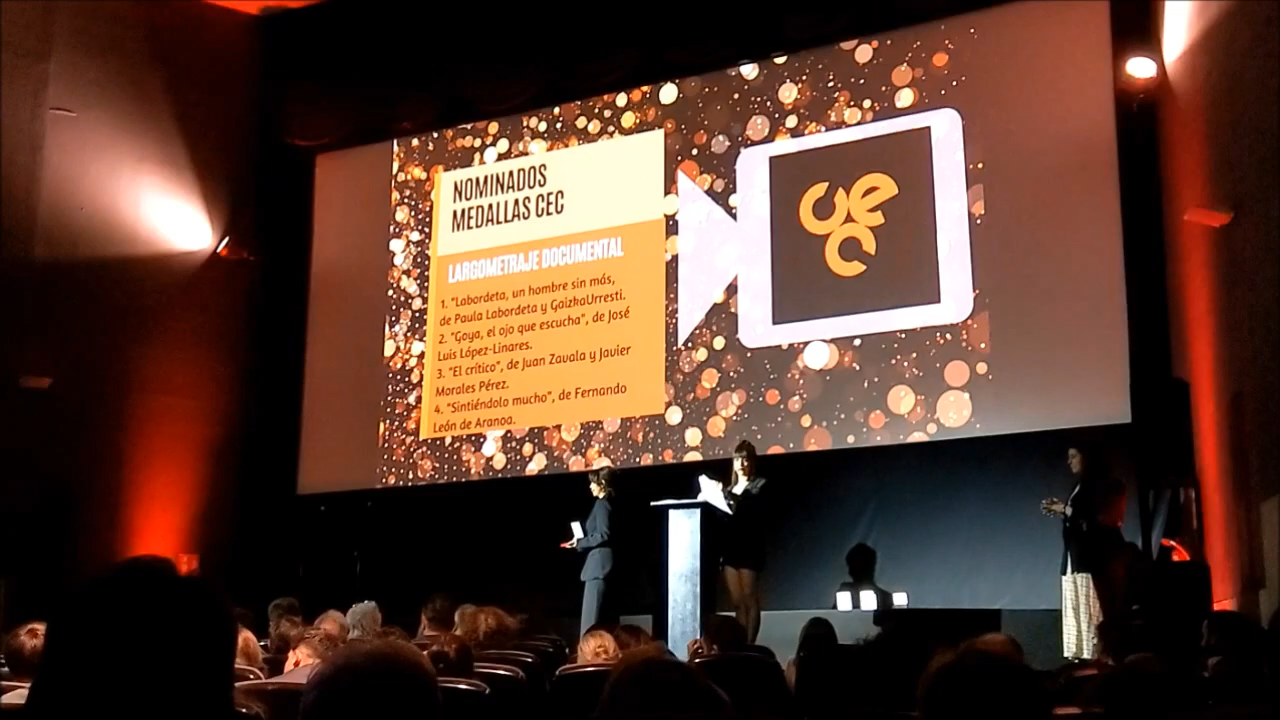 NOMINADOS
MEDALLAS CEC
LARGOMETRAJE DOCUMENTAL
1. "Labordeta, un hombre sin más,
de Paula Labordeta y GaizkaUrresti.
2. "Goya, el ojo que escucha", de José
Luis López-Linares.
3. "El crítico", de Juan Zavala y Javier
Morales Pérez.
4. "Sintiéndolo mucho", de Fernando
León de Aranoa.
cec